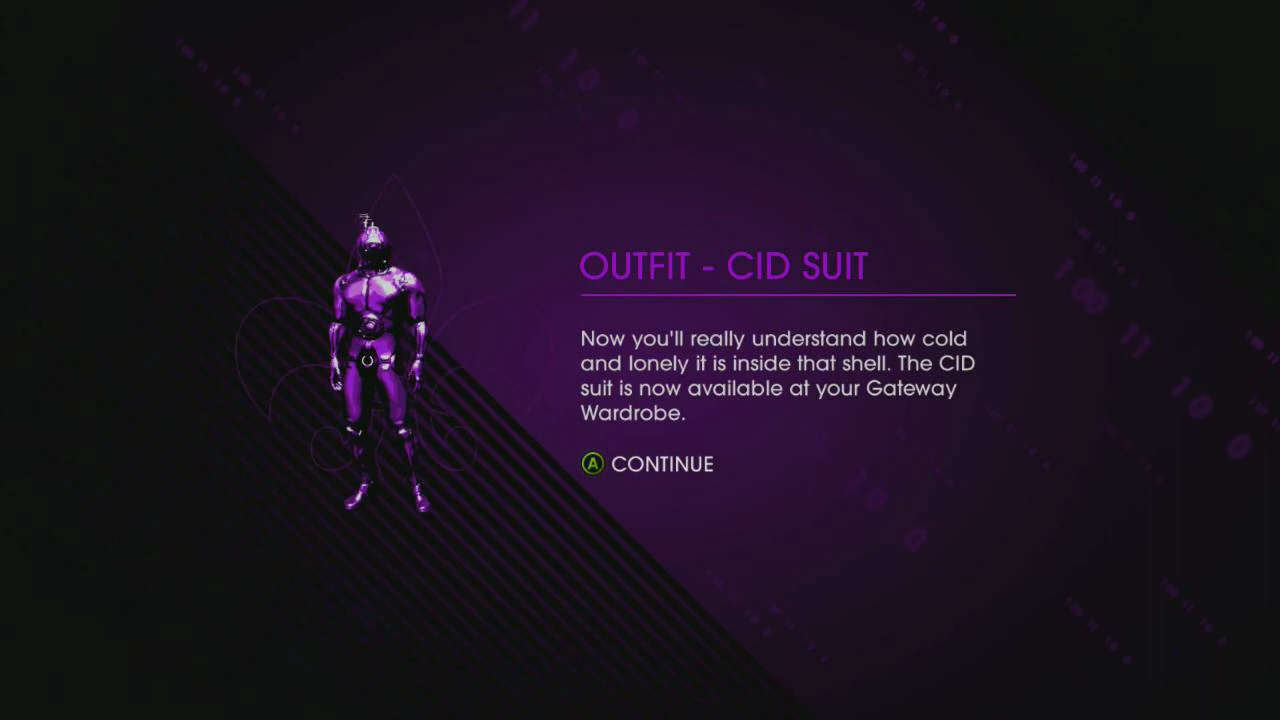 OUTFIT - CID SUIT
Now you'll really understand how cold
and lonely it is inside that shell. The CID
suit is now available at your Gateway
Wardrobe.
A CONTINUE